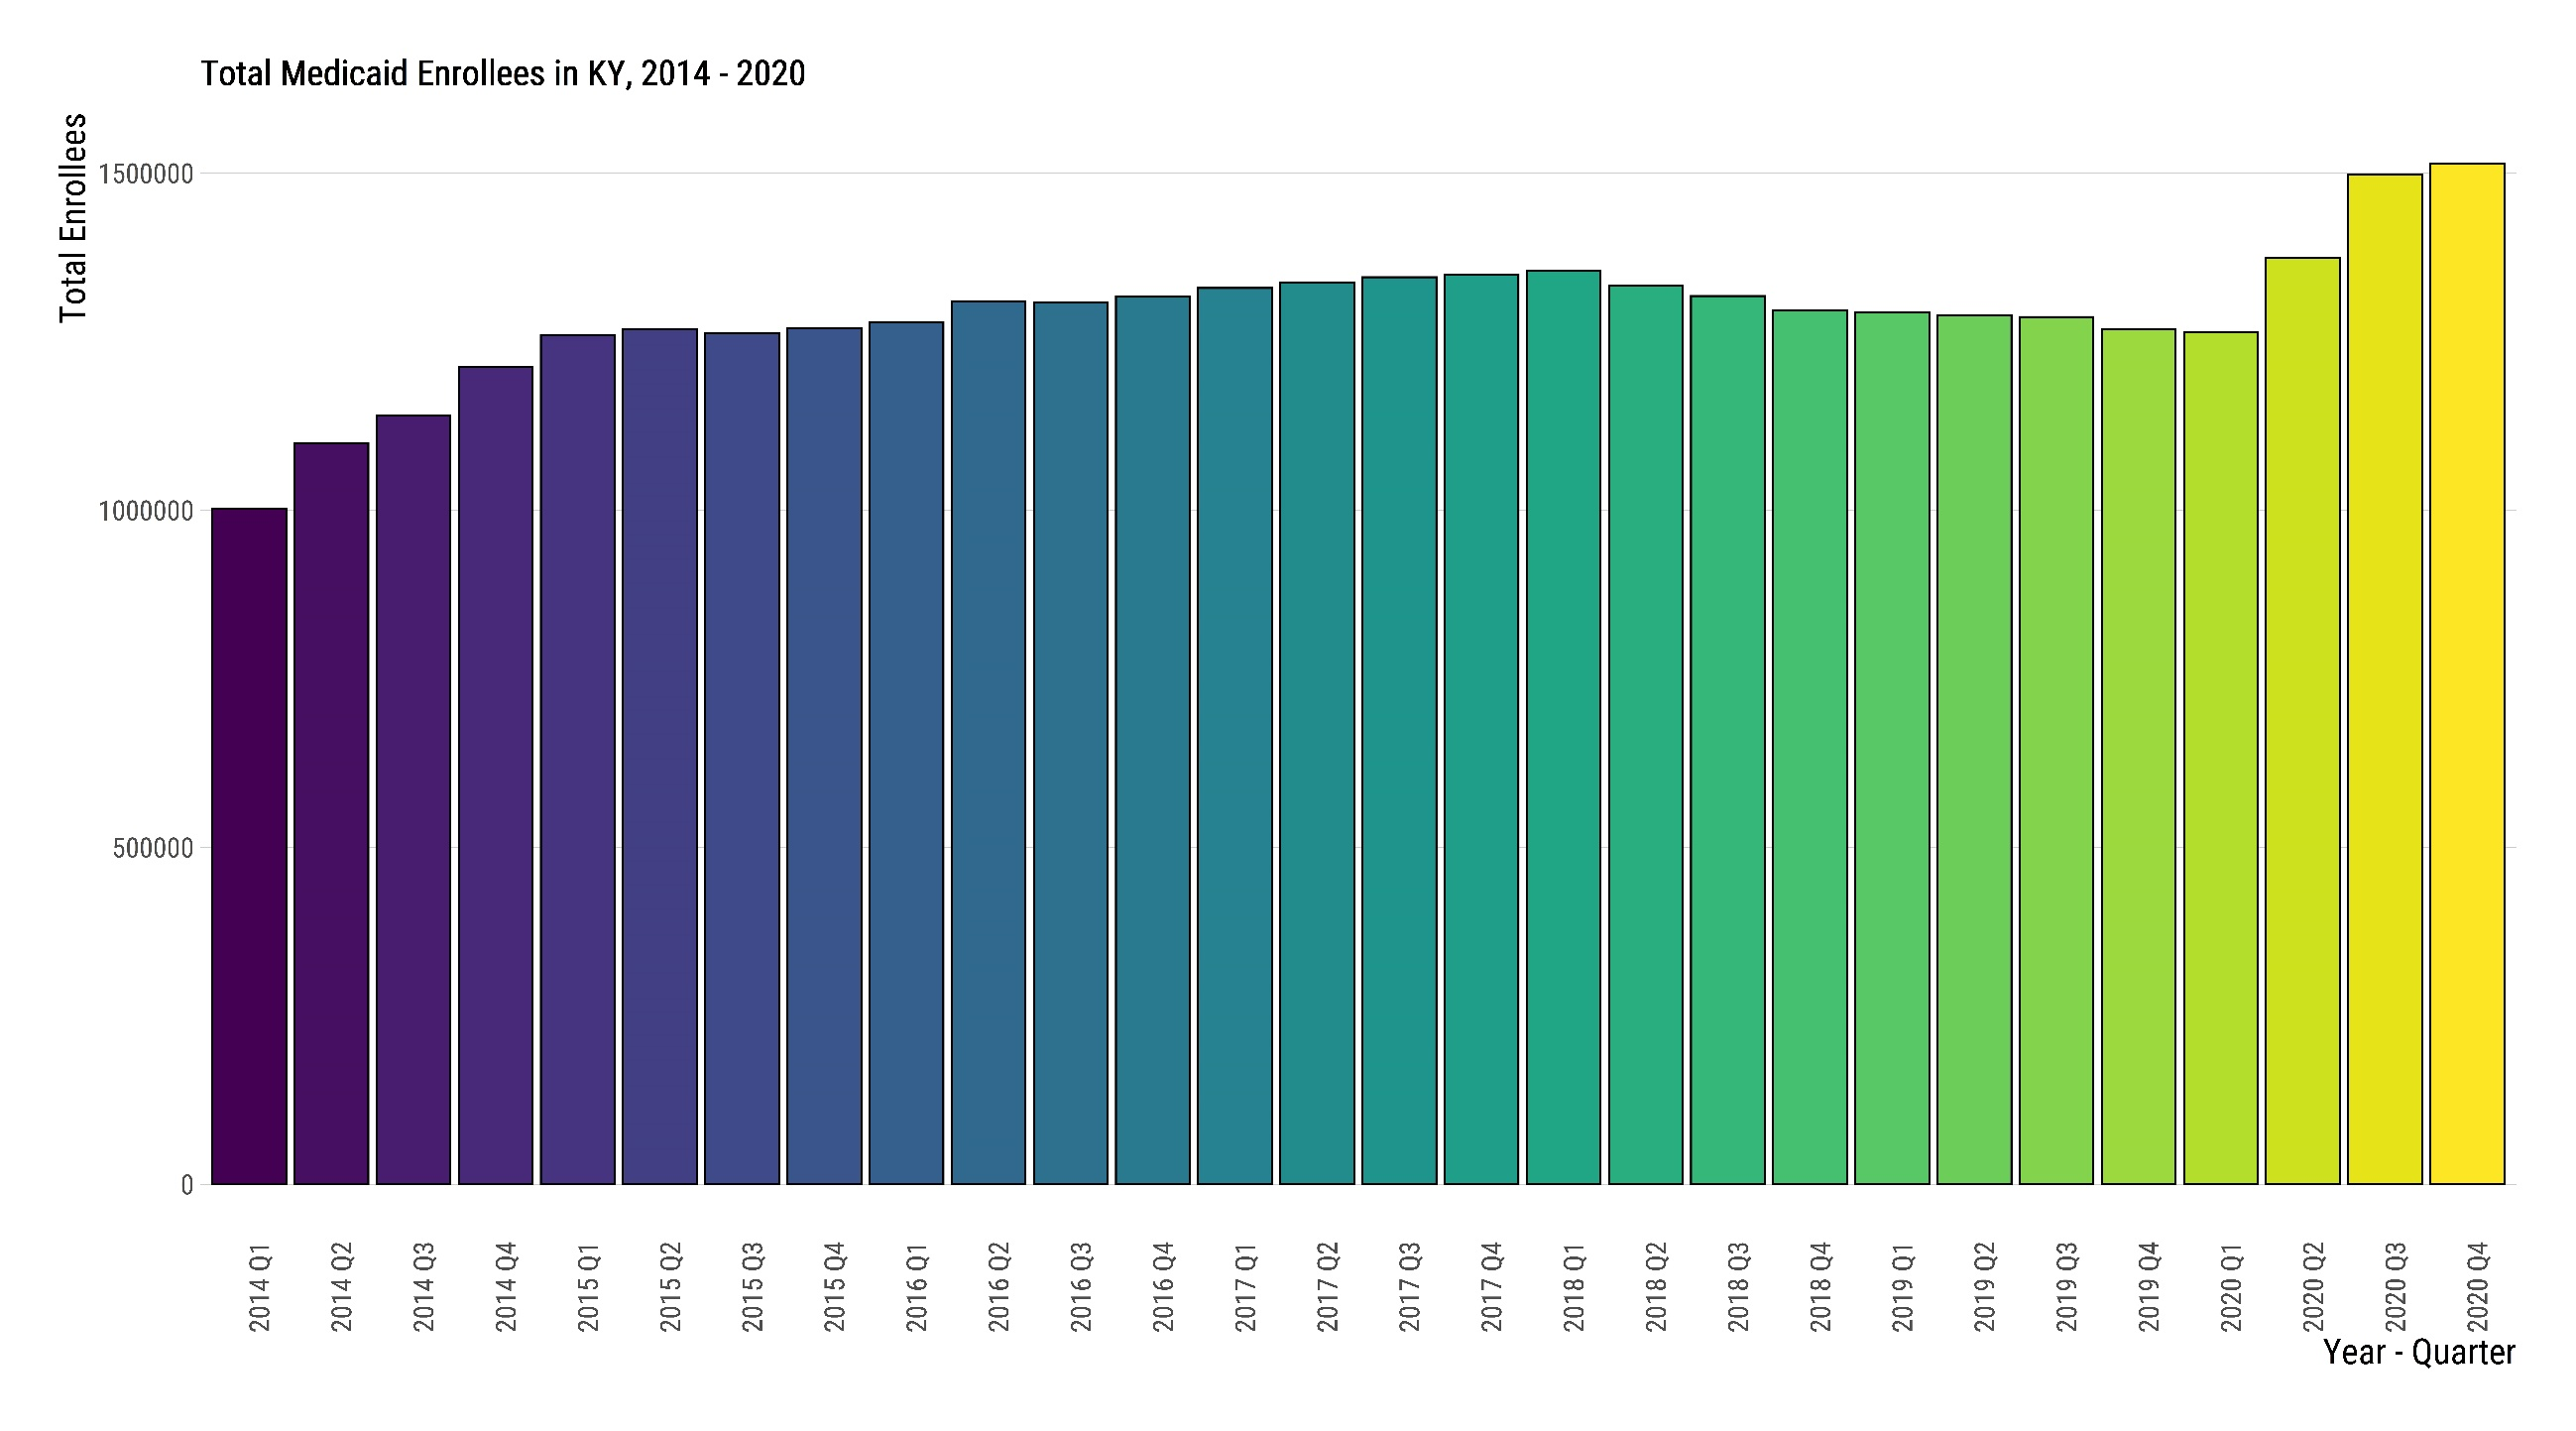 Total Medicaid Enrollees in KY, 2014 - 2020
Total Enrollees
1500000
1000000
500000
0
2014 Q1
2014 Q2
2014 Q3
2014 Q4
2015 Q1
2015 Q2
2015 Q3
2015 Q4
2016 Q1
2016 Q2
2016 Q3
2016 Q4
2017 Q1
2017 Q2
2017 Q3
2017 Q4
2018 Q1
2018 Q2
2018 Q3
2018 Q4
2019 Q1
2019 Q2
2019 Q3
2019 Q4
2020 Q1
2020 Q2
2020 Q3
2020 Q4
Year - Quarter